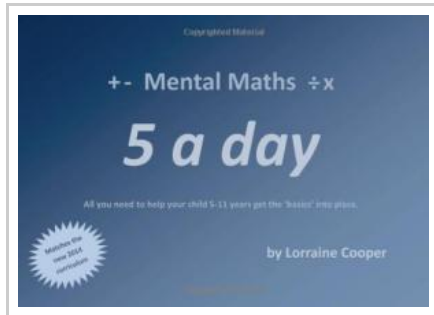 Copyrighted Material
+- Mental Maths ÷x
5 a day
All you need to help your child 5-11 years get the 'basics' into place.
Matches the
new 2014
curriculum
by Lorraine Cooper